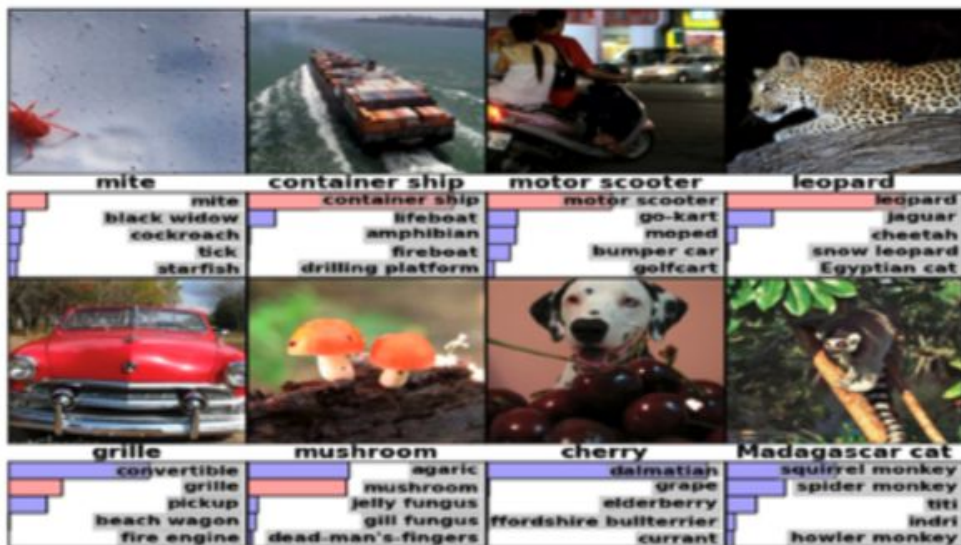 mite
container ship
motor scooter
leopard
mite
black widow
cockroach
tick
starfish
container ship
lifeboat
amphibian
fireboat
drilling platform
motor scooter
go-kart
moped
bumper car
golfcart
leopard
jaguar
cheetah
snow leopard
Egyptian cat
grille
mushroom
cherry
Madagascar cat
convertible
grille
pickup
beach wagon
fire engine
agaric
mushroom
jelly fungus
gill fungus
dead-man's-fingers
dalmatian
grape
elderberry
ffordshire bullterrier
currant
squirrel monkey
spider monkey
titi
indri
howler monkey